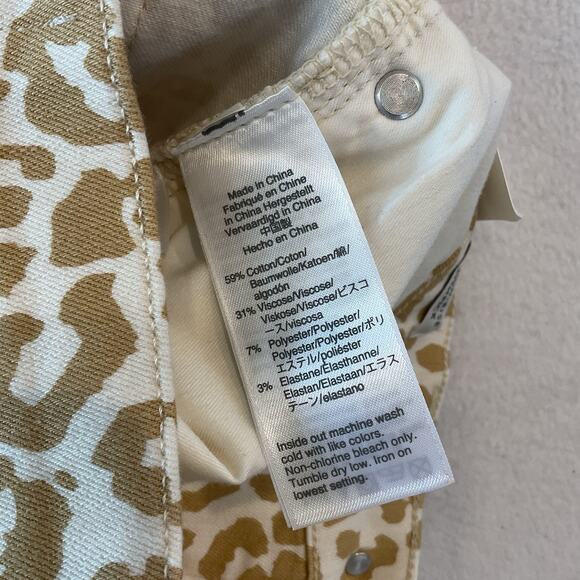 Made in China
Fabriqué en Chine
in China Hergestellt
Vervaardigd in China
中国製
Hecho en China
59% Cotton/Coton/
Baumwolle/Katoen/綿/
algodón
31% Viscose/Viscose/
Viskose/Viscose/ビスコ
ース/viscosa
7% Polyester/Polyester/
Polyester/Polyester/ポリ
エステル/poliéster
3% Elastane/Élasthanne/
Elastan/Elastaan/エラス
テーン/elastano
Inside out machine wash
cold with like colors.
Non-chlorine bleach only.
Tumble dry low. Iron on
lowest setting.